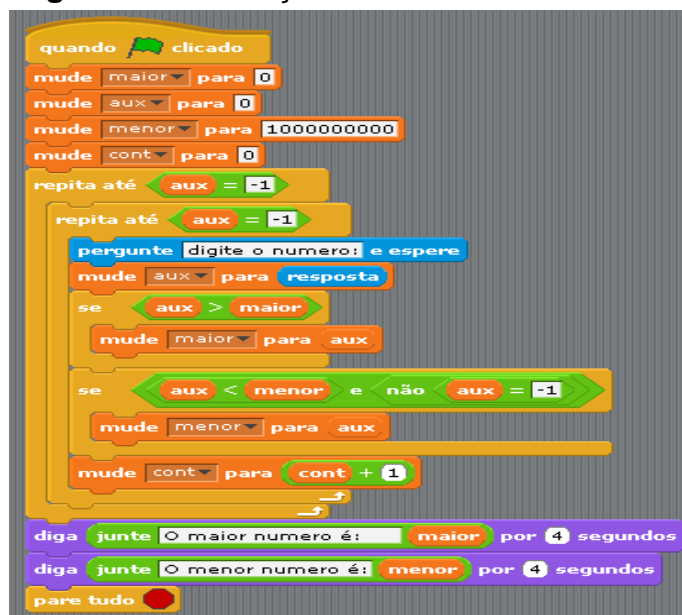 quando clicado
mude maior para 0
mude aux para 0
mude menor para 1000000000
mude cont para 0
repita até aux = -1
repita até aux = -1
pergunte digite o numero: e espere
mude aux para resposta
se aux > maior
mude maior para aux
se aux < menor e não aux = -1
mude menor para aux
mude cont para cont + 1
diga junte O maior numero é: maior por 4 segundos
diga junte O menor numero é: menor por 4 segundos
pare tudo